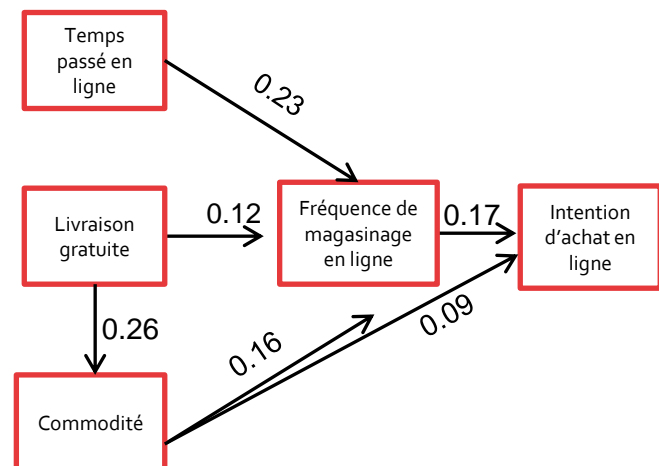 Temps
passé en
ligne
0.23
Livraison
gratuite
0.12
Fréquence de
magasinage
en ligne
0.17
Intention
d'achat en
ligne
0.26
0.16
0.09
Commodité